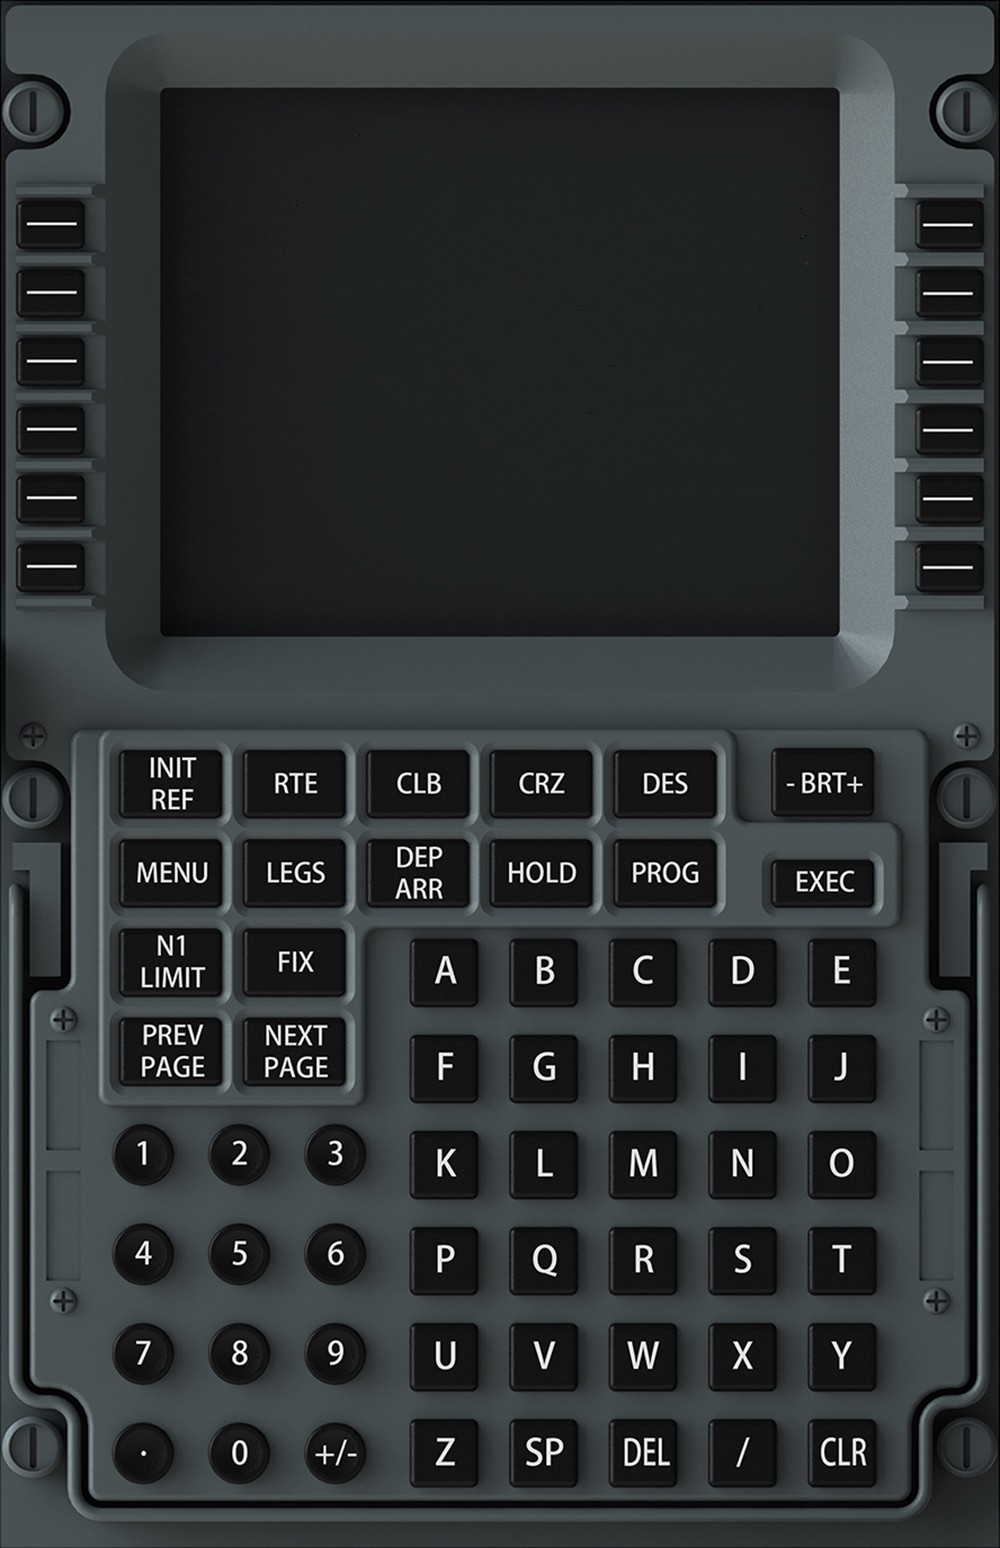 INIT
REF
RTE
CLB
CRZ
DES
- BRT+
MENU
LEGS
DEP
ARR
HOLD
PROG
EXEC
N1
LIMIT
FIX
A
B
C
D
E
PREV
PAGE
NEXT
PAGE
F
G
H
I
J
1
2
3
K
L
M
N
O
4
5
6
P
Q
R
S
T
7
8
9
U
V
W
X
Y
.
0
+/-
Z
SP
DEL
/
CLR